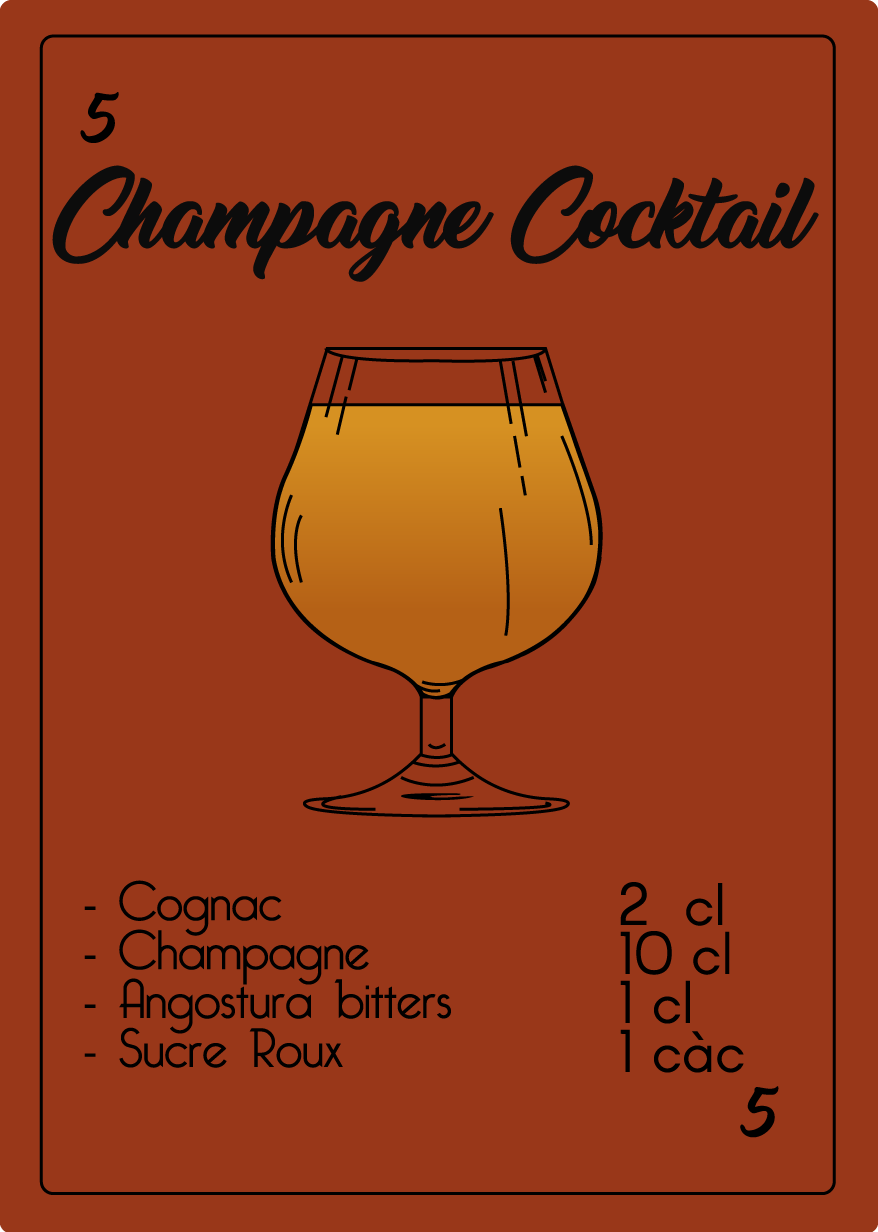 5
Champagne Cocktail
- Cognac 2 cl
- Champagne 10 cl
- Angostura bitters 1 cl
- Sucre Roux 1 càc
5